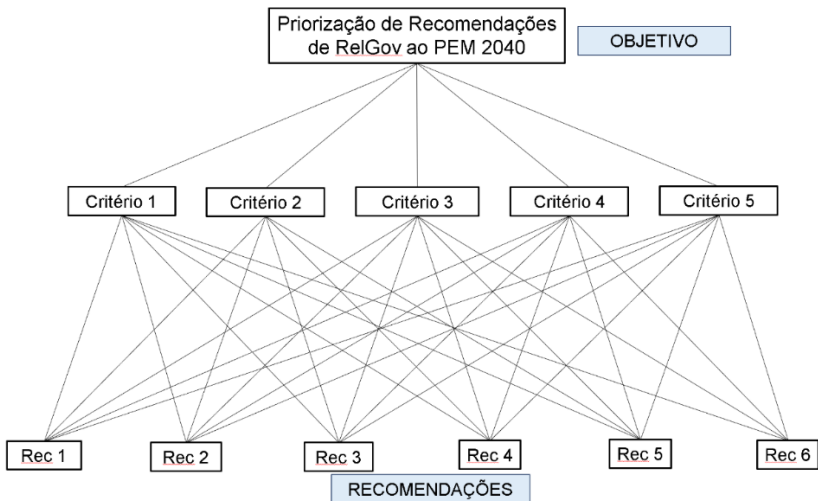 Priorização de Recomendações
de RelGov ao PEM 2040
OBJETIVO
Critério 1
Critério 2
Critério 3
Critério 4
Critério 5
Rec 1
Rec 2
Rec 3
Rec 4
Rec 5
Rec 6
RECOMENDAÇÕES